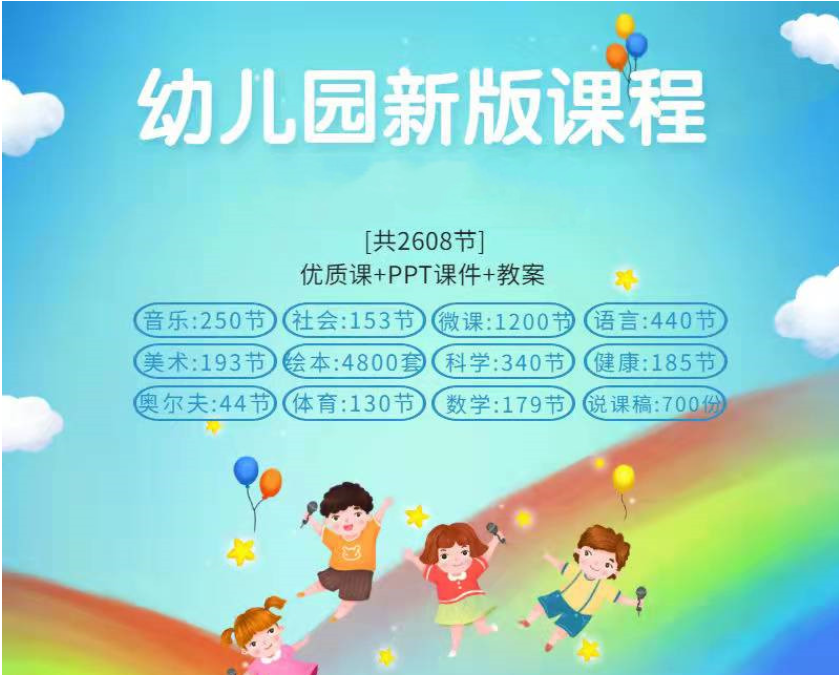 幼儿园新版课程
[共2608节]
优质课+PPT课件+教案
音乐:250节 社会:153节 微课:1200节 语言:440节
美术:193节 绘本:4800套 科学:340节 健康:185节
奥尔夫:44节 体育:130节 数学:179节 说课稿:700份